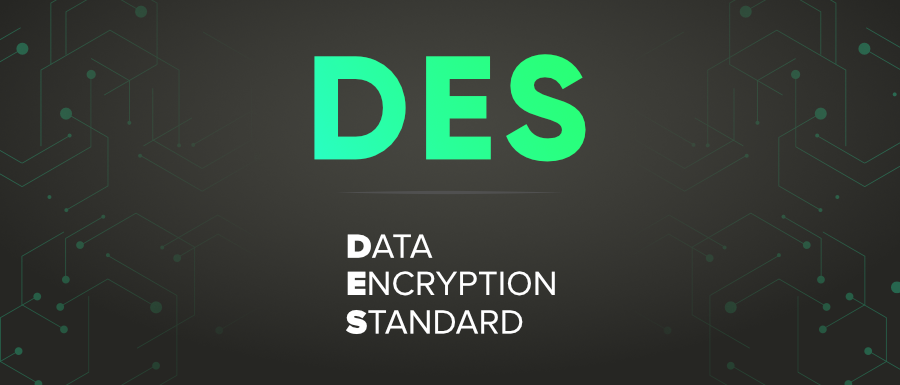 DES
DATA
ENCRYPTION
STANDARD